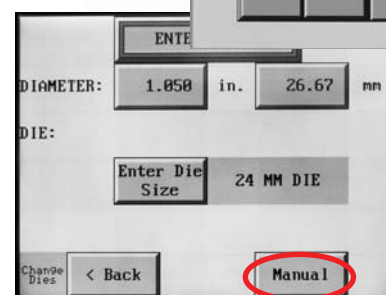 ENTE
DIAMETER: 1.050 in. 26.67 mm
DIE:
Enter Die
Size
24 MM DIE
Change
Dies
< Back
Manual